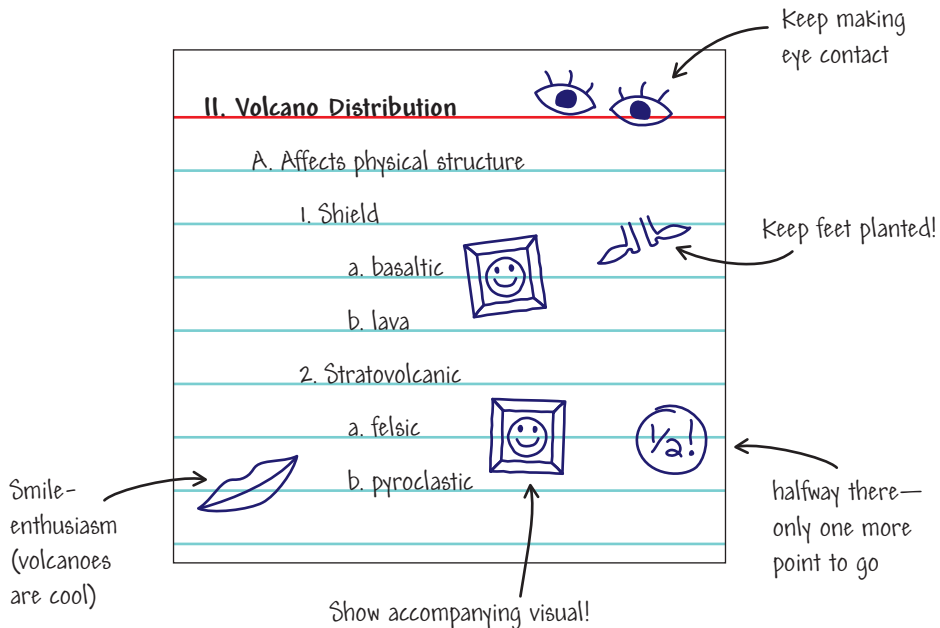 Keep making
eye contact
II. Volcano Distribution
A. Affects physical structure
1. Shield
Keep feet planted!
a. basaltic
b. lava
2. Stratovolcanic
a. felsic
1/2!
b. pyroclastic
Smile-
enthusiasm
(volcanoes
are cool)
halfway there—
only one more
point to go
Show accompanying visual!